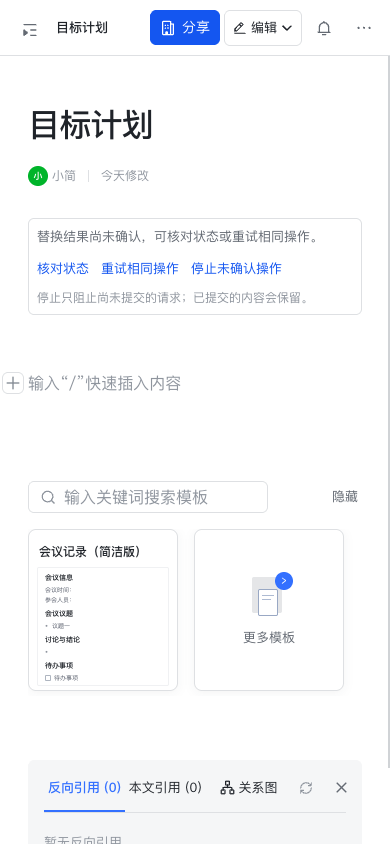 目标计划
分享
编辑
目标计划
小
小简
今天修改
替换结果尚未确认，可核对状态或重试相同操作。
核对状态 重试相同操作 停止未确认操作
停止只阻止尚未提交的请求；已提交的内容会保留。
输入“/”快速插入内容
输入关键词搜索模板
隐藏
会议记录（简洁版）
会议信息
会议时间：
参会人员：
会议议题
• 议题一
讨论与结论
•
待办事项
待办事项
更多模板
反向引用 (0) 本文引用 (0) 关系图
暂无反向引用